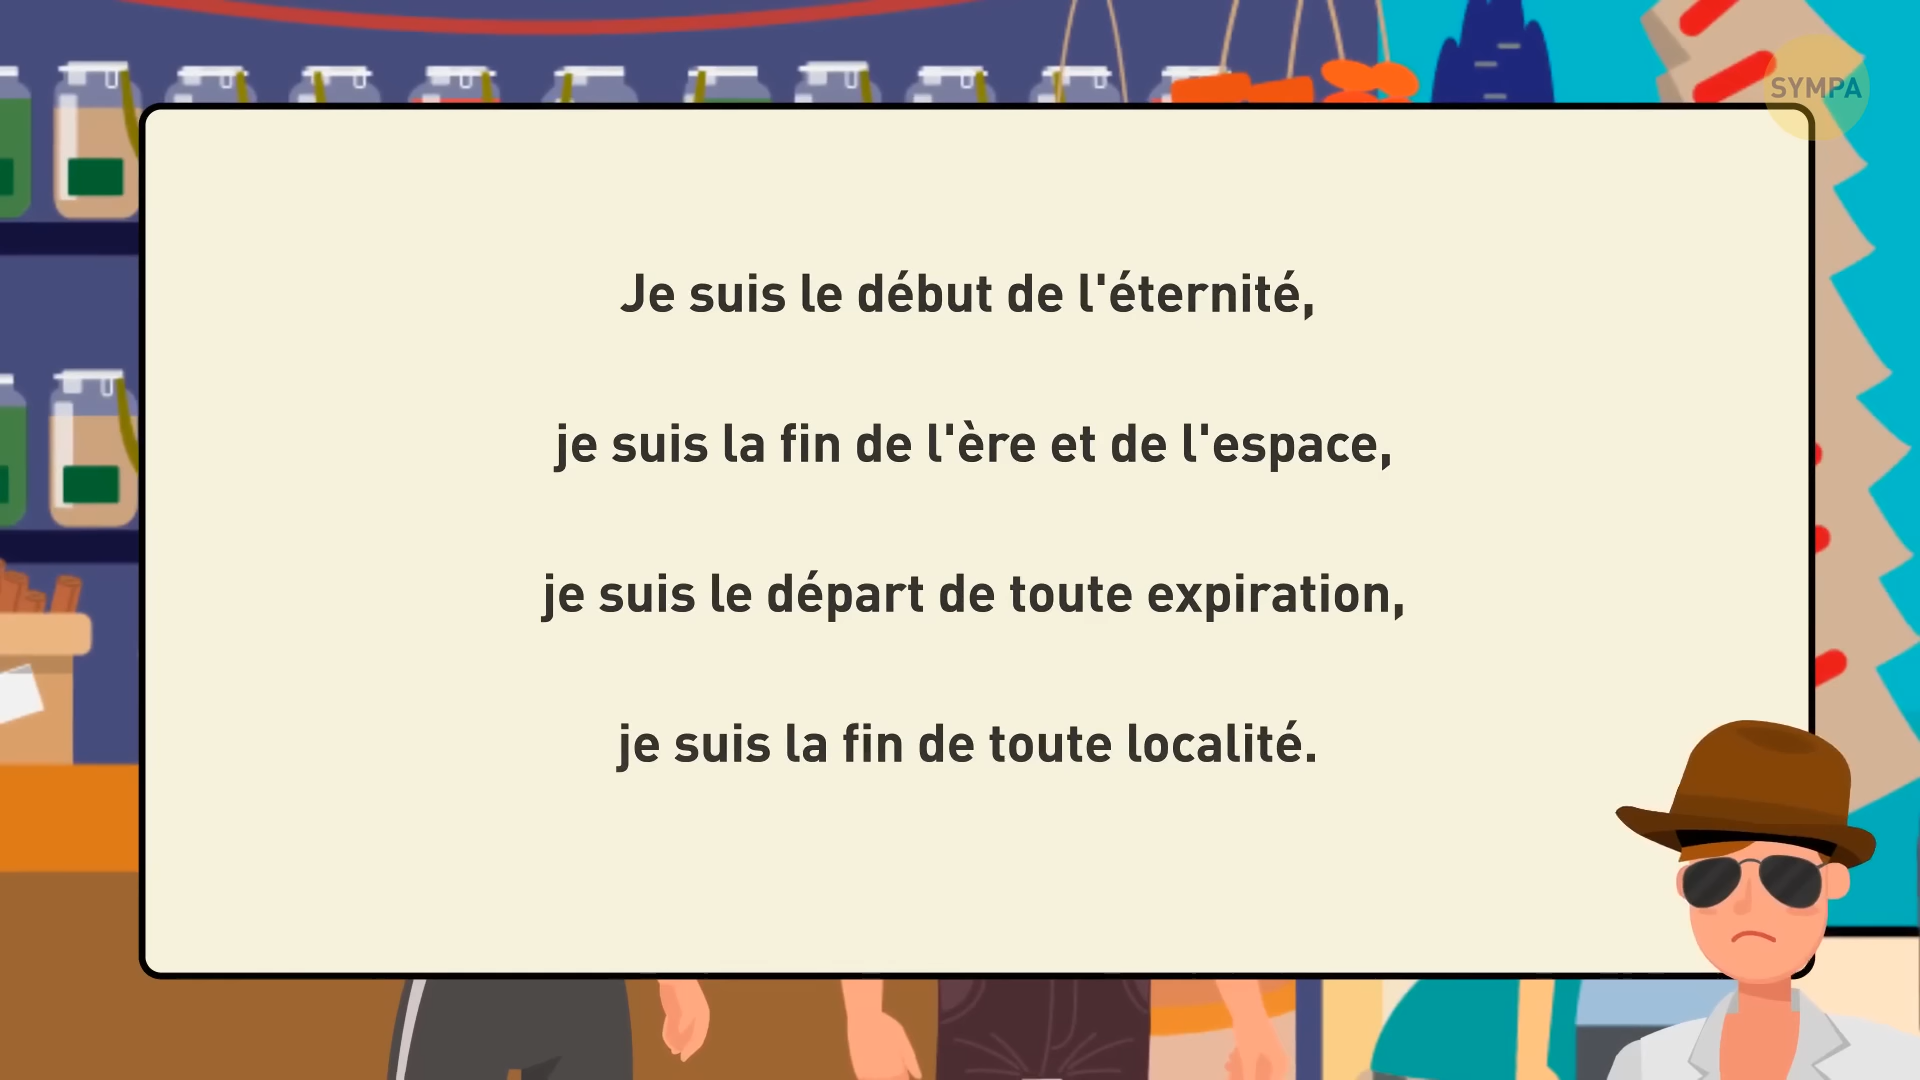 SYMPA
Je suis le début de l'éternité,
je suis la fin de l'ère et de l'espace,
je suis le départ de toute expiration,
je suis la fin de toute localité.